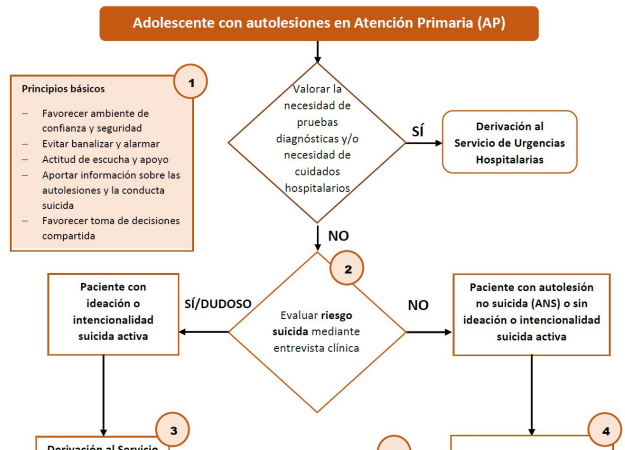 Adolescente con autolesiones en Atención Primaria (AP)
1
Principios básicos
– Favorecer ambiente de
confianza y seguridad
– Evitar banalizar y alarmar
– Actitud de escucha y apoyo
– Aportar información sobre las
autolesiones y la conducta
suicida
– Favorecer toma de decisiones
compartida
Valorar la
necesidad de
pruebas
diagnósticas y/o
necesidad de
cuidados
hospitalarios
SÍ
Derivación al
Servicio de Urgencias
Hospitalarias
NO
2
Evaluar riesgo
suicida mediante
entrevista clínica
SÍ/DUDOSO
Paciente con
ideación o
intencionalidad
suicida activa
NO
Paciente con autolesión
no suicida (ANS) o sin
ideación o intencionalidad
suicida activa
3
Derivación al Servicio
4